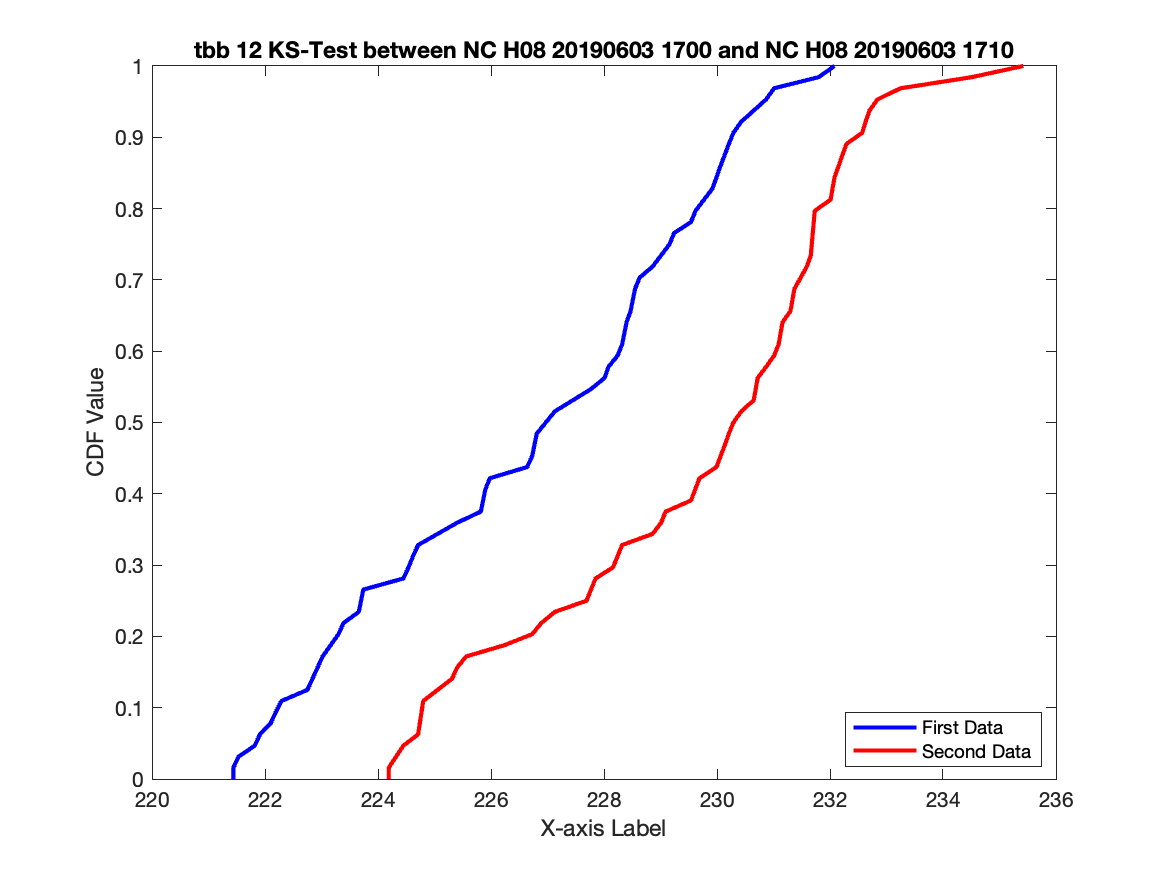 tbb 12 KS-Test between NC H08 20190603 1700 and NC H08 20190603 1710
1
0.9
0.8
0.7
0.6
0.5
0.4
0.3
0.2
0.1
0
CDF Value
First Data
Second Data
220 222 224 226 228 230 232 234 236
X-axis Label